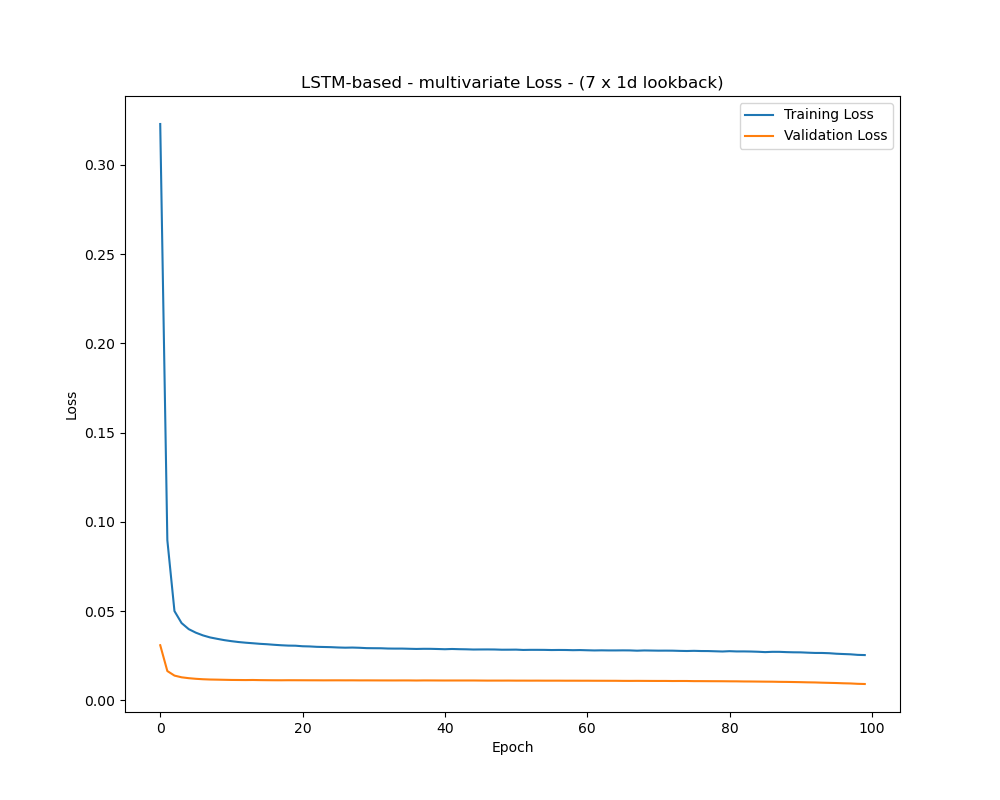 LSTM-based - multivariate Loss - (7 x 1d lookback)
Training Loss
Validation Loss
0.30
0.25
0.20
0.15
0.10
0.05
0.00
Loss
0 20 40 60 80 100
Epoch